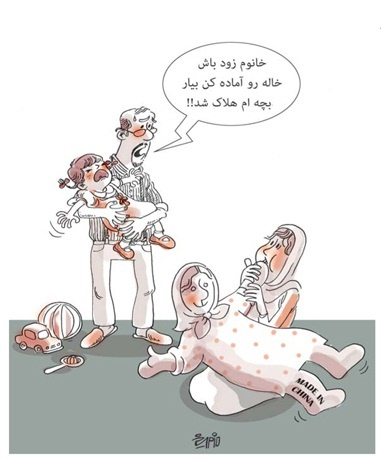 خانوم زود باش
خاله رو آماده کن بیار
بچه ام هلاک شد!!
MADE IN
CHINA